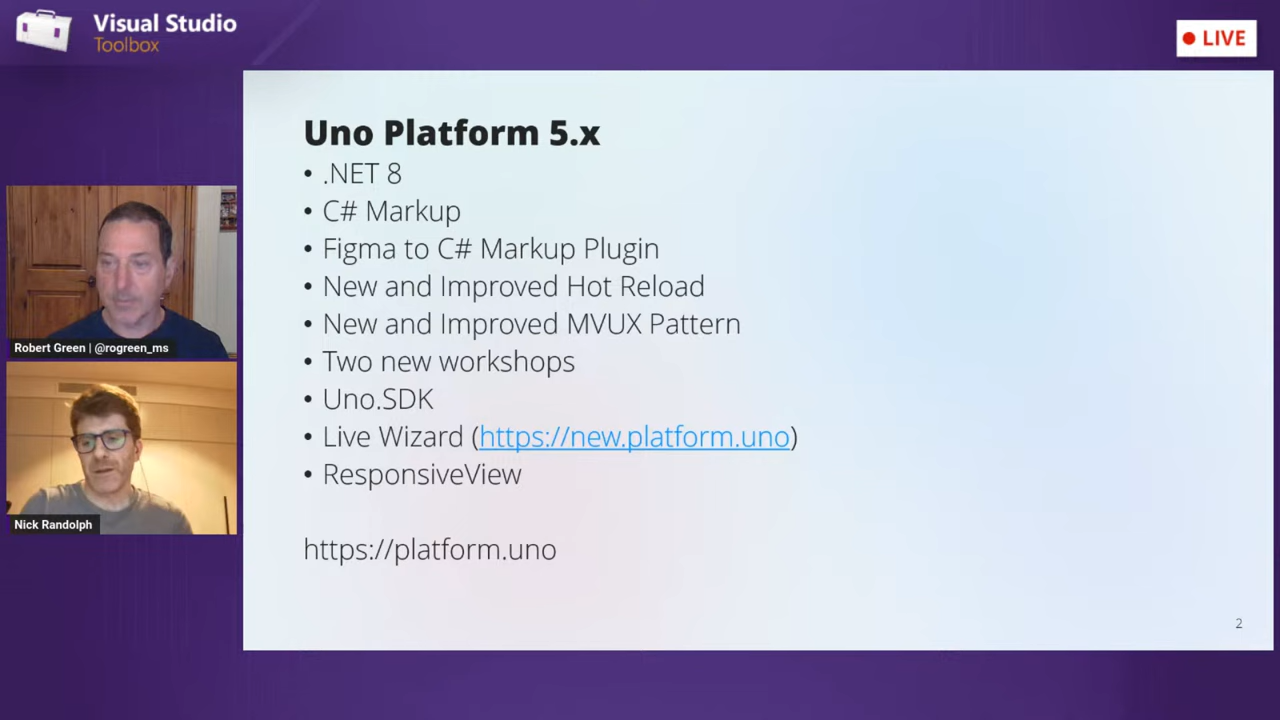 Visual Studio
Toolbox
LIVE
Uno Platform 5.x
• .NET 8
• C# Markup
• Figma to C# Markup Plugin
• New and Improved Hot Reload
• New and Improved MVUX Pattern
• Two new workshops
• Uno.SDK
• Live Wizard (https://new.platform.uno)
• ResponsiveView
https://platform.uno
2
Robert Green | @rogreen_ms
Nick Randolph